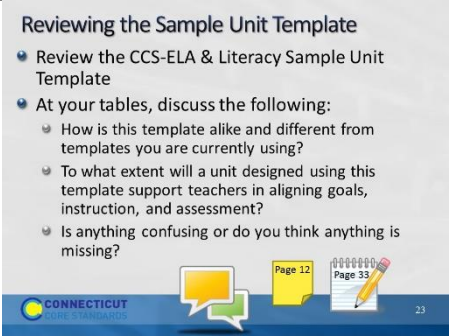 Reviewing the Sample Unit Template
Review the CCS-ELA & Literacy Sample Unit
Template
At your tables, discuss the following:
How is this template alike and different from
templates you are currently using?
To what extent will a unit designed using this
template support teachers in aligning goals,
instruction, and assessment?
Is anything confusing or do you think anything is
missing?
Page 12
Page 33
CONNECTICUT
CORE STANDARDS
23